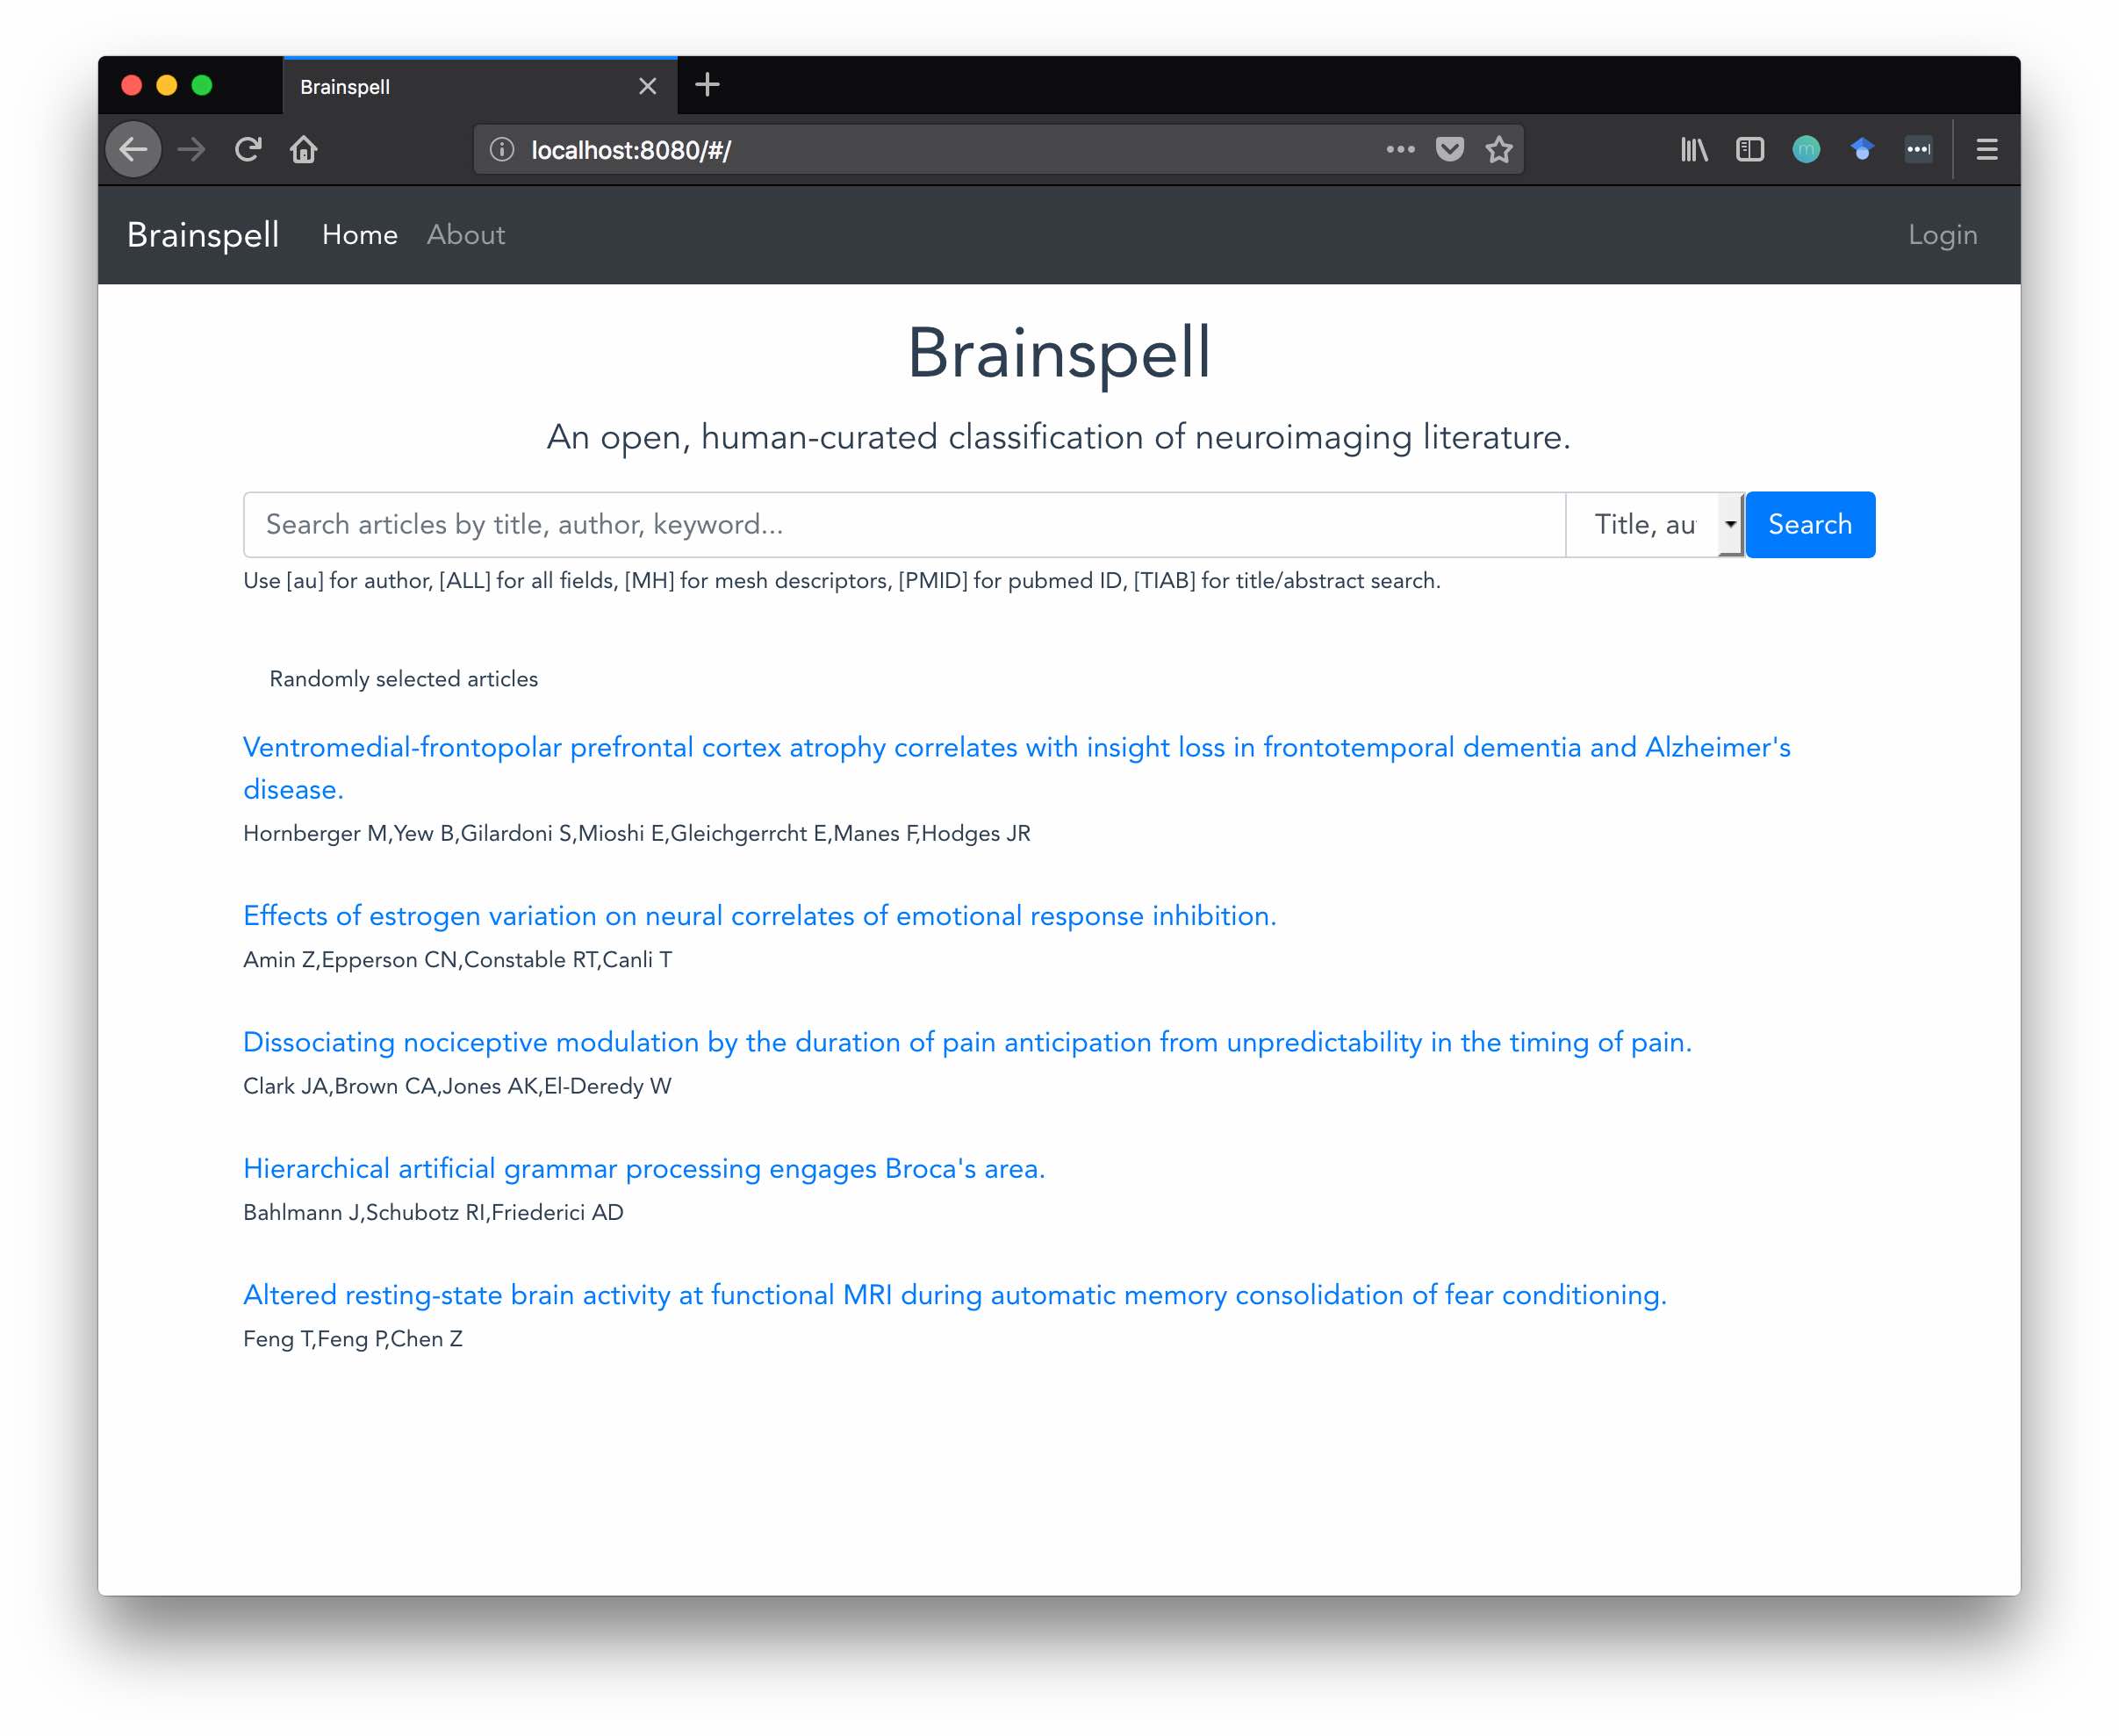 Brainspell
localhost:8080/#/
Brainspell Home About Login
Brainspell
An open, human-curated classification of neuroimaging literature.
Search articles by title, author, keyword... Title, au Search
Use [au] for author, [ALL] for all fields, [MH] for mesh descriptors, [PMID] for pubmed ID, [TIAB] for title/abstract search.
Randomly selected articles
Ventromedial-frontopolar prefrontal cortex atrophy correlates with insight loss in frontotemporal dementia and Alzheimer's
disease.
Hornberger M,Yew B,Gilardoni S,Mioshi E,Gleichgerrcht E,Manes F,Hodges JR
Effects of estrogen variation on neural correlates of emotional response inhibition.
Amin Z,Epperson CN,Constable RT,Canli T
Dissociating nociceptive modulation by the duration of pain anticipation from unpredictability in the timing of pain.
Clark JA,Brown CA,Jones AK,El-Deredy W
Hierarchical artificial grammar processing engages Broca's area.
Bahlmann J,Schubotz RI,Friederici AD
Altered resting-state brain activity at functional MRI during automatic memory consolidation of fear conditioning.
Feng T,Feng P,Chen Z